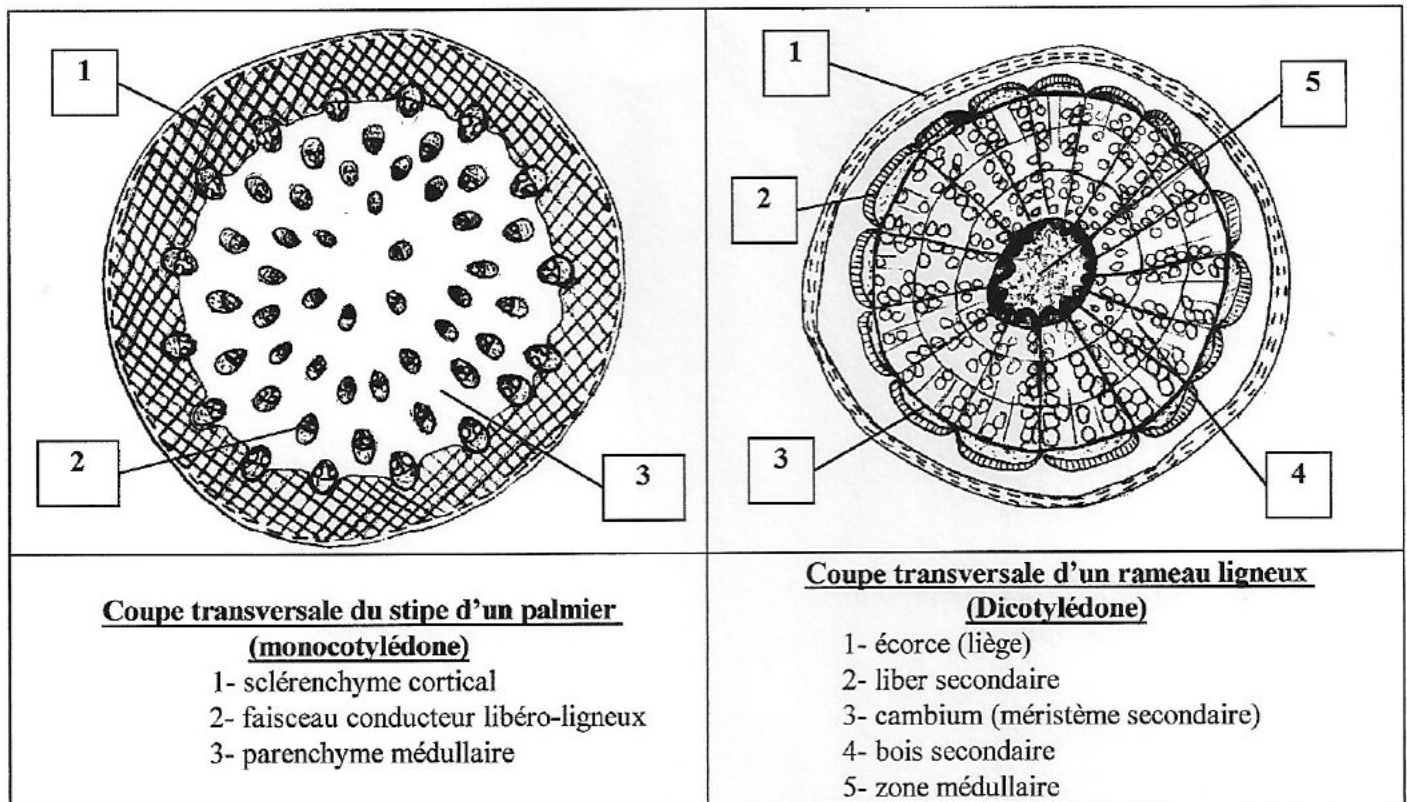 1
2
3
1
5
2
3
4
Coupe transversale du stipe d'un palmier
(monocotylédone)
1- sclérenchyme cortical
2- faisceau conducteur libéro-ligneux
3- parenchyme médullaire
Coupe transversale d'un rameau ligneux
(Dicotylédone)
1- écorce (liège)
2- liber secondaire
3- cambium (méristème secondaire)
4- bois secondaire
5- zone médullaire